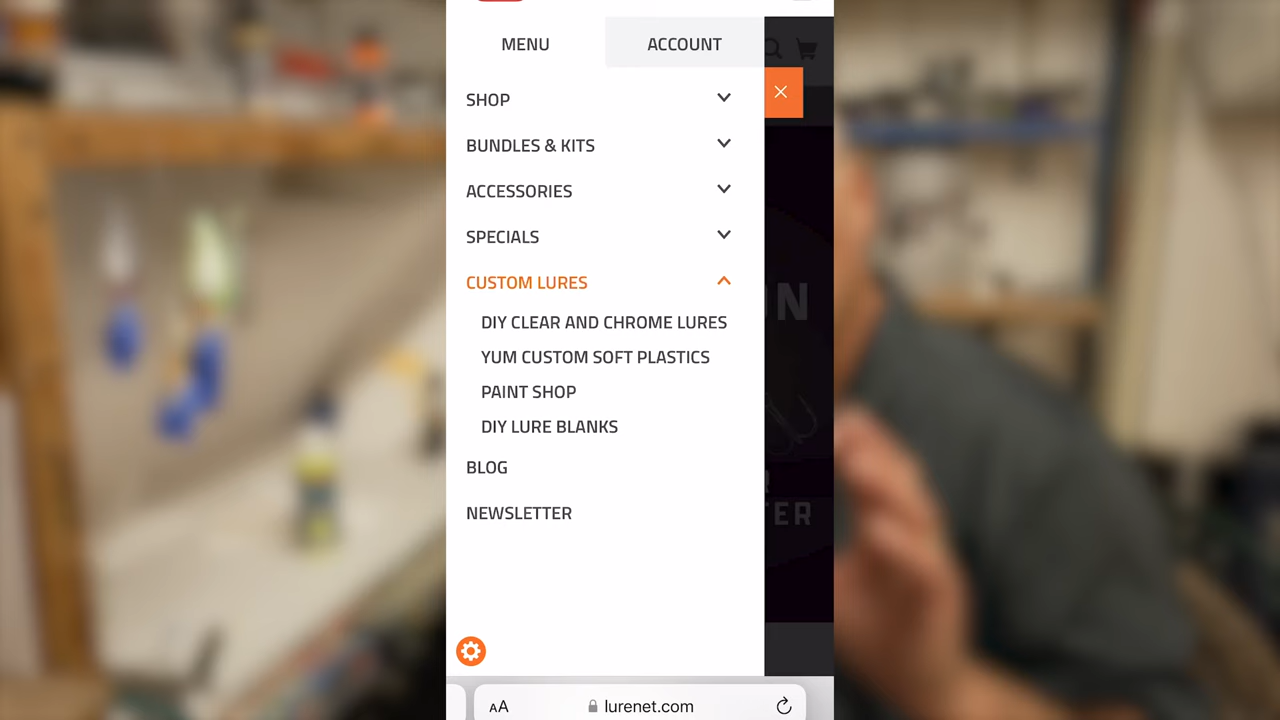 MENU
ACCOUNT
SHOP
BUNDLES & KITS
ACCESSORIES
SPECIALS
CUSTOM LURES
DIY CLEAR AND CHROME LURES
YUM CUSTOM SOFT PLASTICS
PAINT SHOP
DIY LURE BLANKS
BLOG
NEWSLETTER
AA
lurenet.com